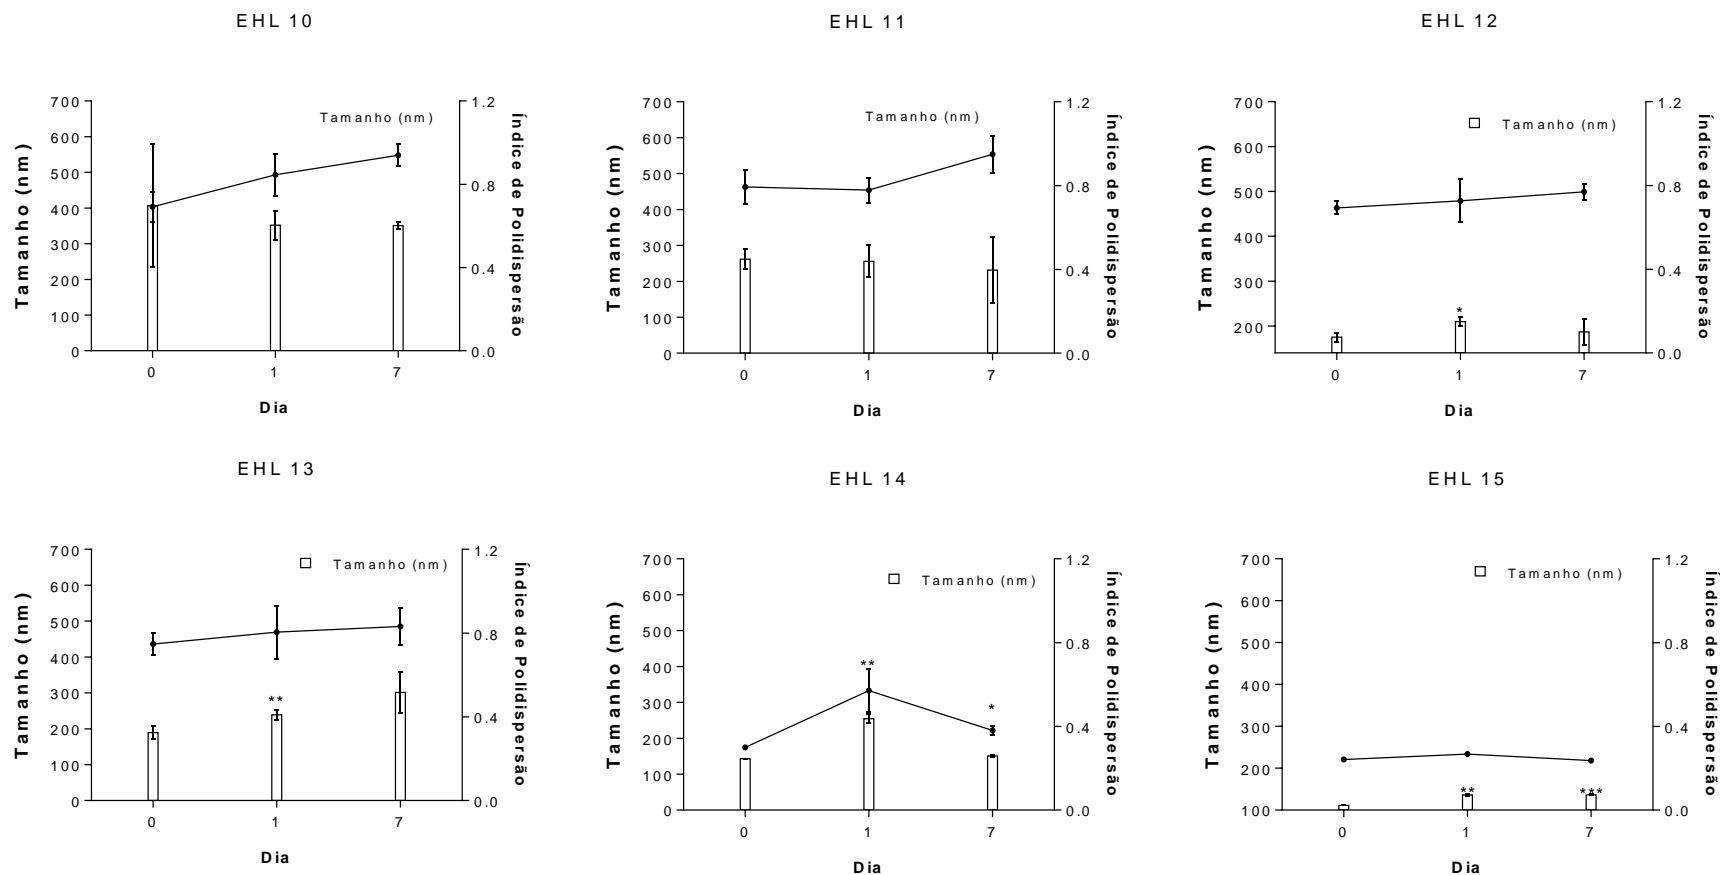 EHL 10
Tamanho (nm)
700
600
500
400
300
200
100
0
Tamanho (nm)
1.2
0.8
0.4
0.0
Índice de Polidispersão
0 1 7
Dia
EHL 11
Tamanho (nm)
700
600
500
400
300
200
100
0
Tamanho (nm)
1.2
0.8
0.4
0.0
Índice de Polidispersão
0 1 7
Dia
EHL 12
Tamanho (nm)
700
600
500
400
300
200
Tamanho (nm)
*
1.2
0.8
0.4
0.0
Índice de Polidispersão
0 1 7
Dia
EHL 13
Tamanho (nm)
700
600
500
400
300
200
100
0
Tamanho (nm)
**
1.2
0.8
0.4
0.0
Índice de Polidispersão
0 1 7
Dia
EHL 14
Tamanho (nm)
700
600
500
400
300
200
100
0
Tamanho (nm)
**
*
1.2
0.8
0.4
0.0
Índice de Polidispersão
0 1 7
Dia
EHL 15
Tamanho (nm)
700
600
500
400
300
200
100
Tamanho (nm)
** ***
1.2
0.8
0.4
0.0
Índice de Polidispersão
0 1 7
Dia